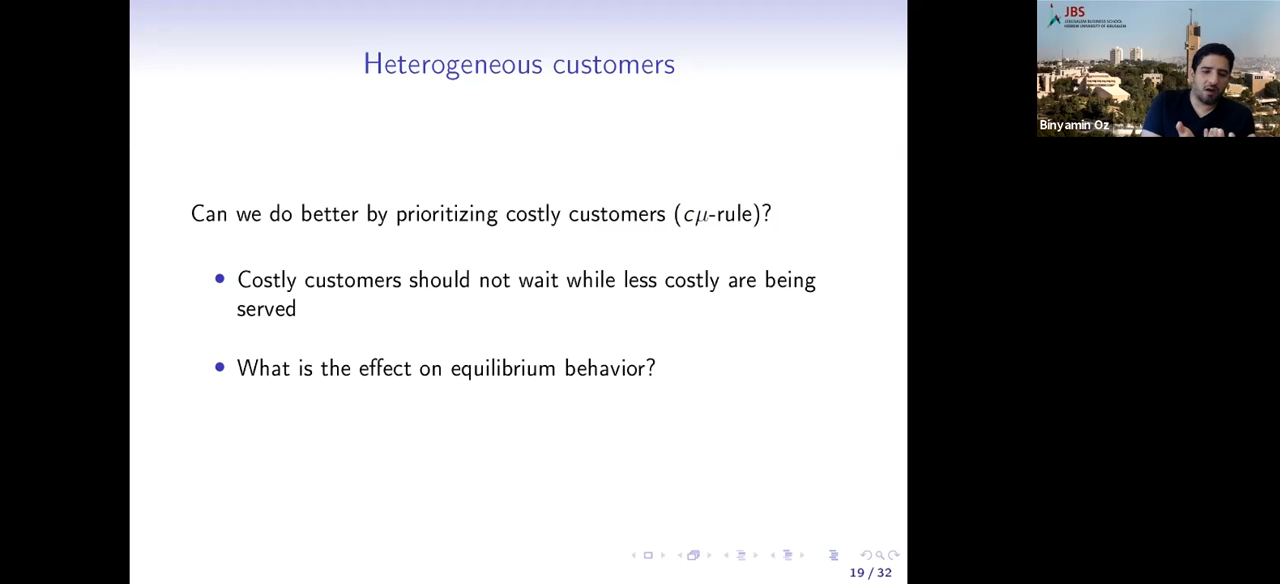 Heterogeneous customers
Can we do better by prioritizing costly customers (cμ-rule)?
• Costly customers should not wait while less costly are being
served
• What is the effect on equilibrium behavior?
19 / 32
JBS
JERUSALEM BUSINESS SCHOOL
HEBREW UNIVERSITY OF JERUSALEM
Binyamin Oz